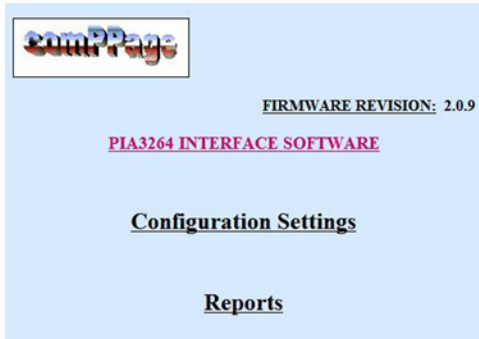 comPPage
FIRMWARE REVISION: 2.0.9
PIA3264 INTERFACE SOFTWARE
Configuration Settings
Reports